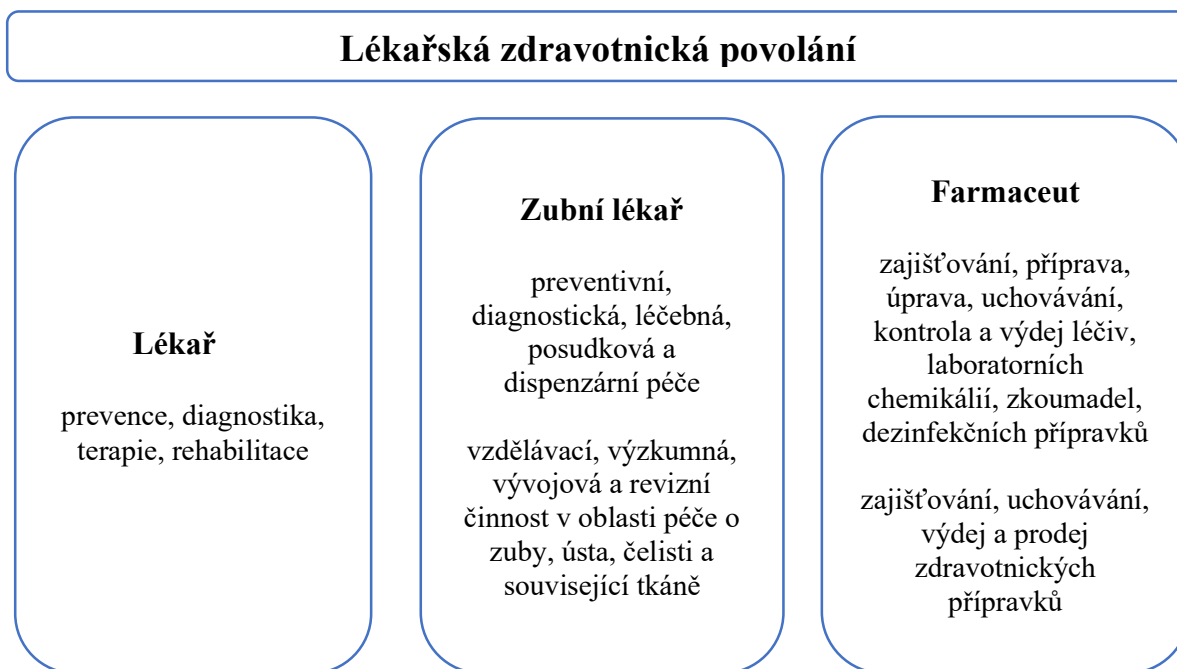 Lékařská zdravotnická povolání
Lékař
prevence, diagnostika,
terapie, rehabilitace
Zubní lékař
preventivní,
diagnostická, léčebná,
posudková a
dispenzární péče
vzdělávací, výzkumná,
vývojová a revizní
činnost v oblasti péče o
zuby, ústa, čelisti a
související tkáně
Farmaceut
zajišťování, příprava,
úprava, uchovávání,
kontrola a výdej léčiv,
laboratorních
chemikálií, zkoumadel,
dezinfekčních přípravků
zajišťování, uchovávání,
výdej a prodej
zdravotnických
přípravků